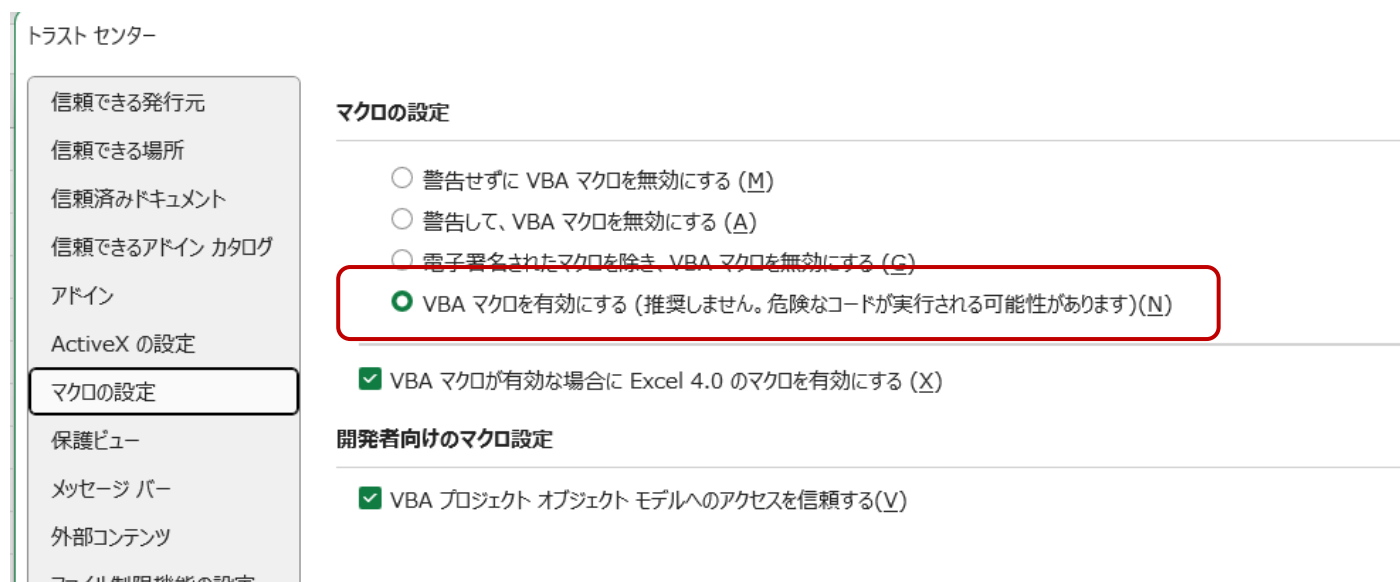 トラスト センター
信頼できる発行元
信頼できる場所
信頼済みドキュメント
信頼できるアドイン カタログ
アドイン
ActiveX の設定
マクロの設定
保護ビュー
メッセージ バー
外部コンテンツ
ファイル制限機能の設定
マクロの設定
警告せずに VBA マクロを無効にする (M)
警告して、VBA マクロを無効にする (A)
電子署名されたマクロを除き、VBA マクロを無効にする (G)
VBA マクロを有効にする (推奨しません。危険なコードが実行される可能性があります)(N)
VBA マクロが有効な場合に Excel 4.0 のマクロを有効にする (X)
開発者向けのマクロ設定
VBA プロジェクト オブジェクト モデルへのアクセスを信頼する(V)